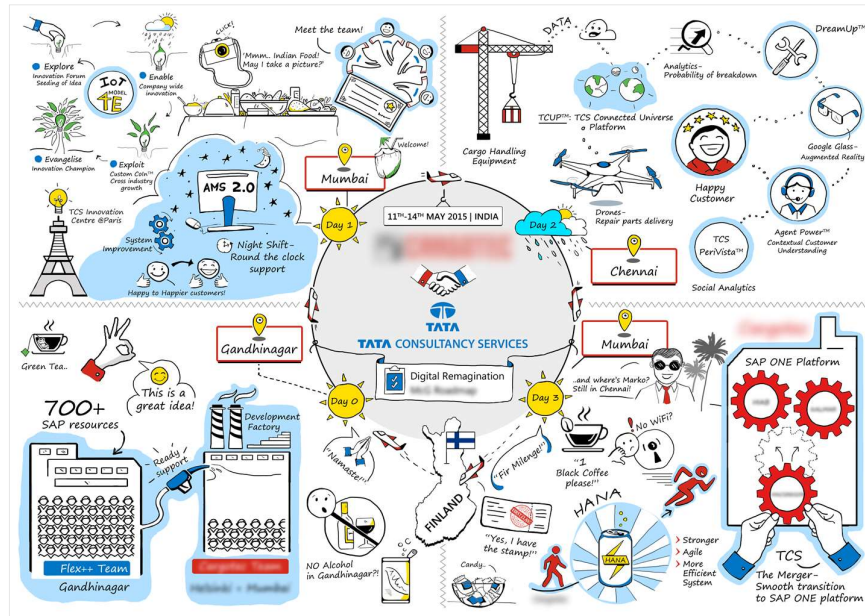 CLICK!
"Mmm.. Indian Food!
May I take a picture?"
Meet the team!
Explore
Innovation Forum
Seeding of Idea
Enable
Company wide
innovation
IoT
MODEL
4E
Evangelise
Innovation Champion
Exploit
Custom Coin™
Cross industry
growth
TCS Innovation
Centre @Paris
AMS 2.0
System
Improvement
Night Shift-
Round the clock
support
Happy to Happier customers!
Mumbai
Welcome!
Day 1
11TH-14TH MAY 2015 | INDIA
TATA
TATA CONSULTANCY SERVICES
Digital Remagination
Roadmap
DATA
Cargo Handling
Equipment
TCUP™: TCS Connected Universe
Platform
Analytics-
Probability of breakdown
DreamUp™
Google Glass-
Augmented Reality
Happy
Customer
Agent Power™
Contextual Customer
Understanding
TCS
PeriVista™
Social Analytics
Drones-
Repair parts delivery
Day 2
Chennai
Green Tea..
This is a
great idea!
700+
SAP resources
Ready
support
Development
Factory
Flex++ Team
Gandhinagar
Gandhinagar
Day 0
"Namaste!"
NO Alcohol
in Gandhinagar?!
FINLAND
Mumbai
..and where's Marko?
Still in Chennai!
Day 3
"Fir Milenge!"
"1
Black Coffee
please!"
No WiFi?
"Yes, I have
the stamp!"
Candy..
HANA
HANA
Stronger
Agile
More
Efficient
System
SAP ONE Platform
TCS
The Merger-
Smooth transition
to SAP ONE platform